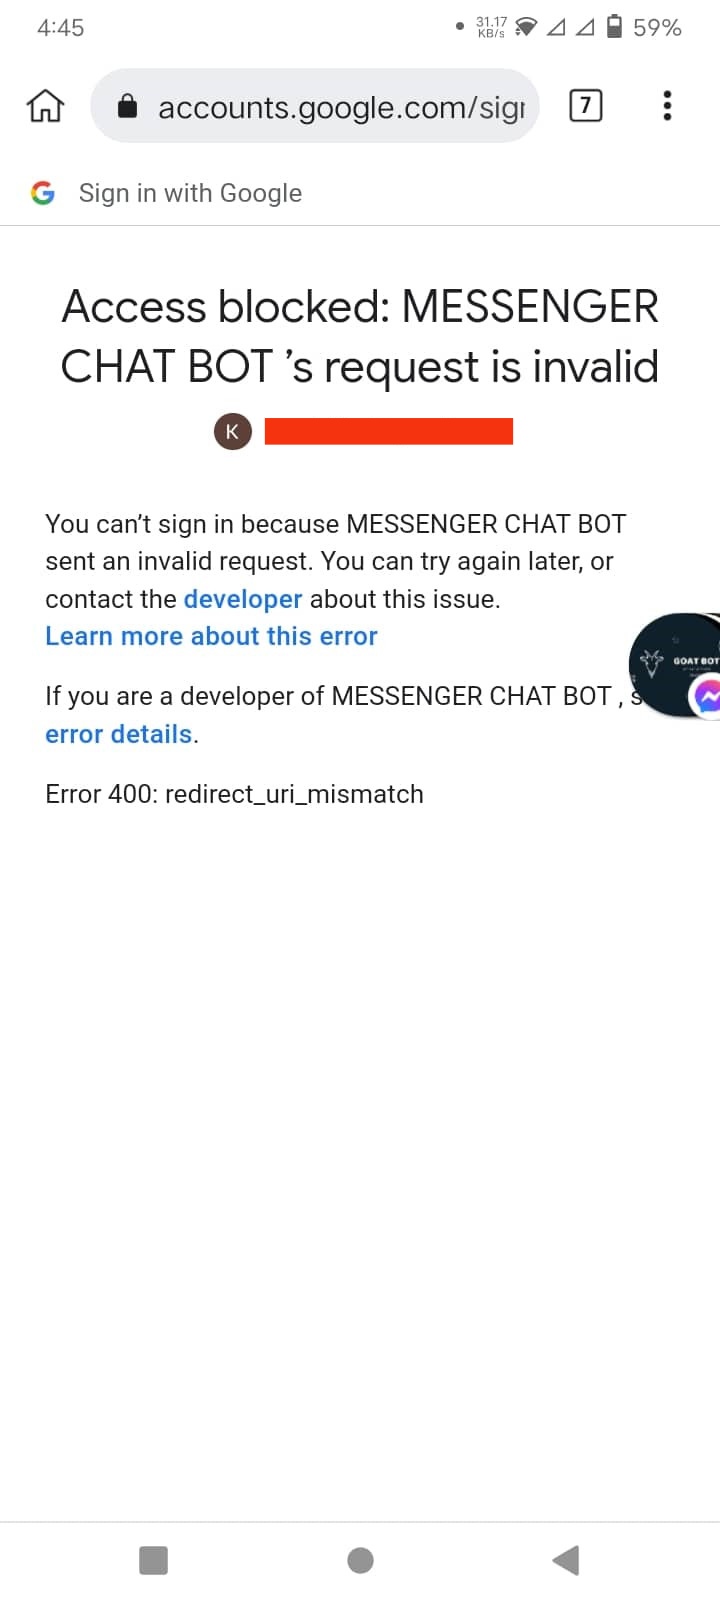 4:45
31.17
KB/s
59%
accounts.google.com/sigr
7
Sign in with Google
Access blocked: MESSENGER
CHAT BOT ’s request is invalid
K
You can’t sign in because MESSENGER CHAT BOT
sent an invalid request. You can try again later, or
contact the developer about this issue.
Learn more about this error
GOAT BOT
If you are a developer of MESSENGER CHAT BOT , s
error details.
Error 400: redirect_uri_mismatch